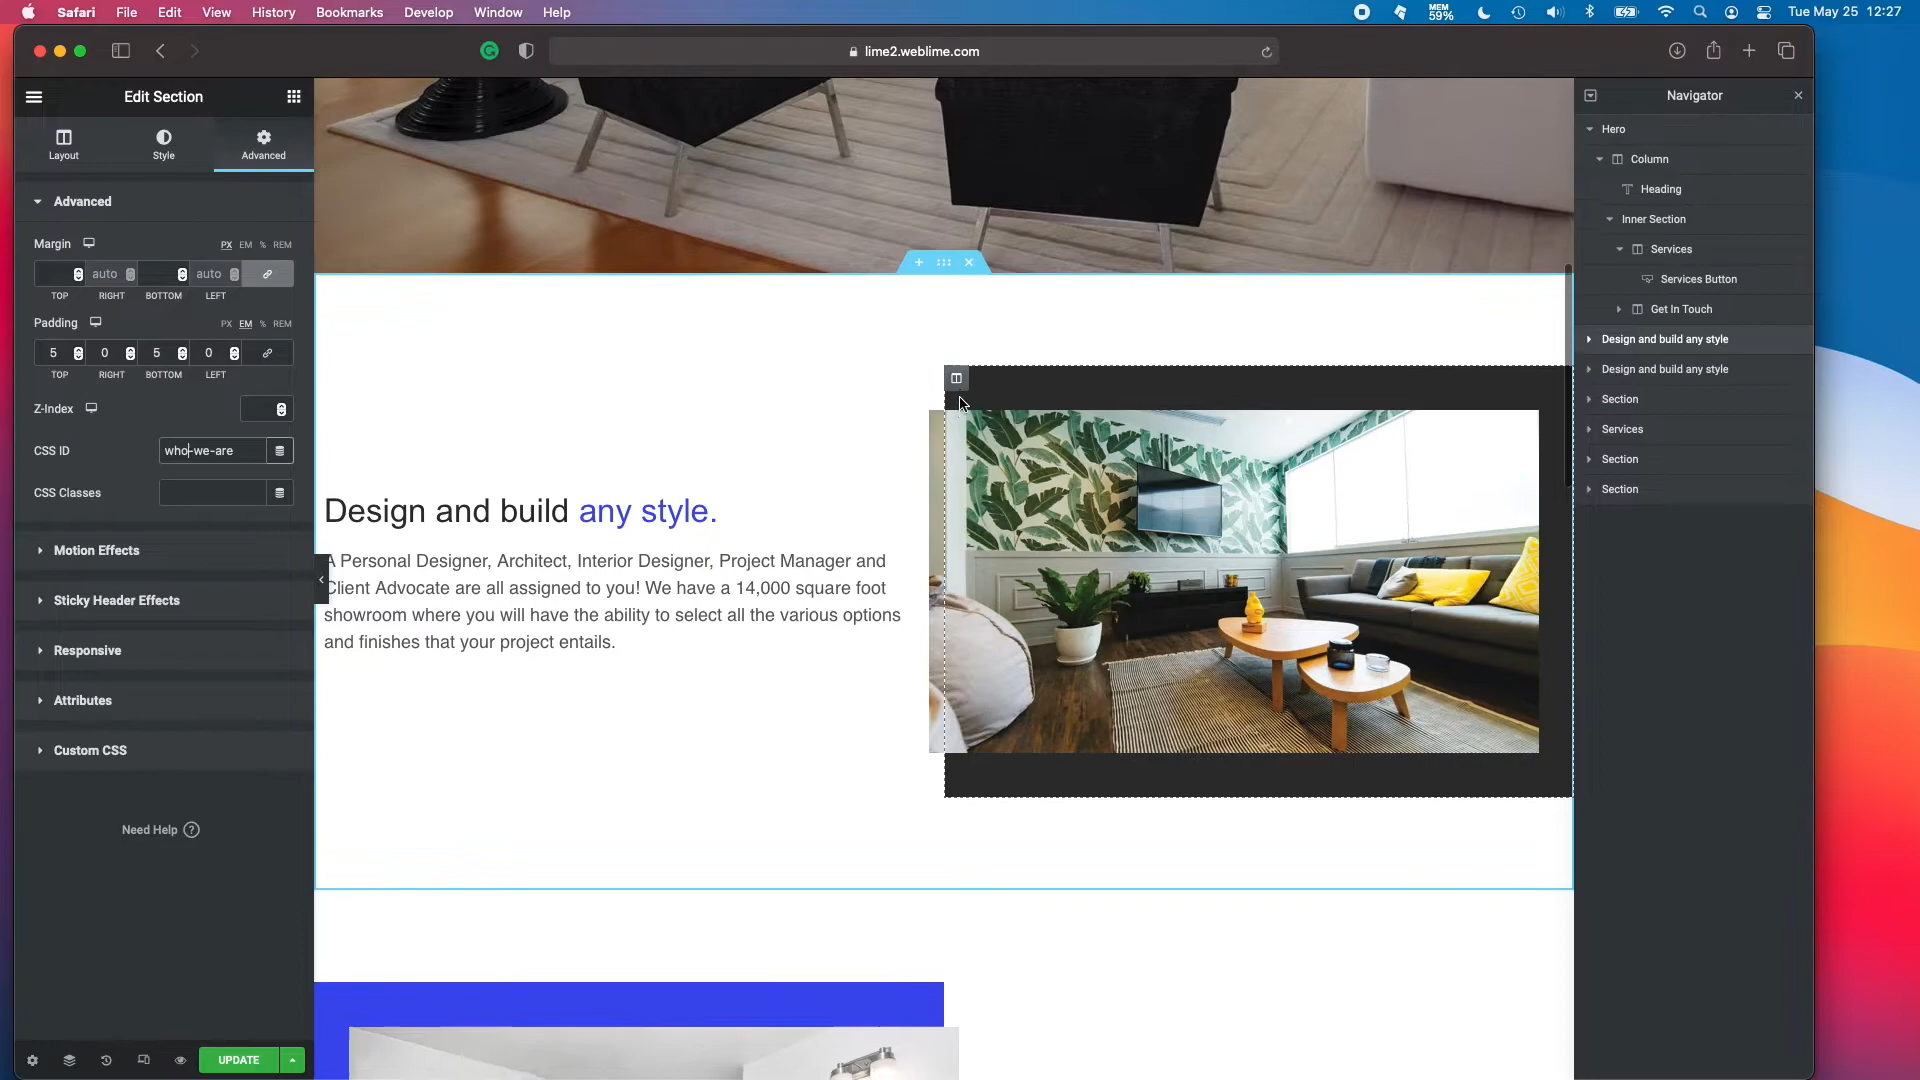 Safari File Edit View History Bookmarks Develop Window Help
MEM
59%
Tue May 25 12:27
lime2.weblime.com
Edit Section
Layout
Style
Advanced
Advanced
Margin
PX EM % REM
auto
auto
TOP RIGHT BOTTOM LEFT
Padding
PX EM % REM
5 0 5 0
TOP RIGHT BOTTOM LEFT
Z-Index
CSS ID
who-we-are
CSS Classes
Motion Effects
Sticky Header Effects
Responsive
Attributes
Custom CSS
Need Help ?
UPDATE
Design and build any style.
A Personal Designer, Architect, Interior Designer, Project Manager and
Client Advocate are all assigned to you! We have a 14,000 square foot
showroom where you will have the ability to select all the various options
and finishes that your project entails.
Navigator
Hero
Column
Heading
Inner Section
Services
Services Button
Get In Touch
Design and build any style
Design and build any style
Section
Services
Section
Section